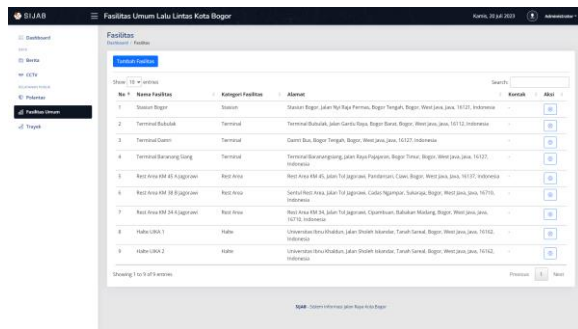 SIJAB
Fasilitas Umum Lalu Lintas Kota Bogor
Kamis, 20 Juli 2023
Administrator
Dashboard
Berita
CCTV
Polantas
Fasilitas Umum
Trayek
Fasilitas
Dashboard / Fasilitas
Tambah Fasilitas
Show 10 entries
Search:
No Nama Fasilitas Kategori Fasilitas Alamat Kontak Aksi
1 Stasiun Bogor Stasiun Stasiun Bogor, Jalan Nyi Raja Permas, Bogor Tengah, Bogor, West Java, Java, 16121, Indonesia -
2 Terminal Bubulak Terminal Terminal Bubulak, Jalan Gardu Raya, Bogor Barat, Bogor, West Java, Java, 16112, Indonesia -
3 Terminal Damri Terminal Damri Bus, Bogor Tengah, Bogor, West Java, Java, 16127, Indonesia -
4 Terminal Baranang Siang Terminal Terminal Baranangsiang, Jalan Raya Pajajaran, Bogor Timur, Bogor, West Java, Java, 16127,
Indonesia -
5 Rest Area KM 45 A Jagorawi Rest Area Rest Area KM 45, Jalan Tol Jagorawi, Pandansari, Ciawi, Bogor, West Java, Java, 16137, Indonesia -
6 Rest Area KM 38 B Jagorawi Rest Area Sentul Rest Area, Jalan Tol Jagorawi, Cadas Ngampar, Sukaraja, Bogor, West Java, Java, 16710,
Indonesia -
7 Rest Area KM 34 A Jagorawi Rest Area Rest Area KM 34, Jalan Tol Jagorawi, Cipambuan, Babakan Madang, Bogor, West Java, Java,
16710, Indonesia -
8 Halte UIKA 1 Halte Universitas Ibnu Khaldun, Jalan Sholeh Iskandar, Tanah Sareal, Bogor, West Java, Java, 16162,
Indonesia -
9 Halte UIKA 2 Halte Universitas Ibnu Khaldun, Jalan Sholeh Iskandar, Tanah Sareal, Bogor, West Java, Java, 16162,
Indonesia -
Showing 1 to 9 of 9 entries
Previous 1 Next
SIJAB - Sistem Informasi Jalan Raya Kota Bogor